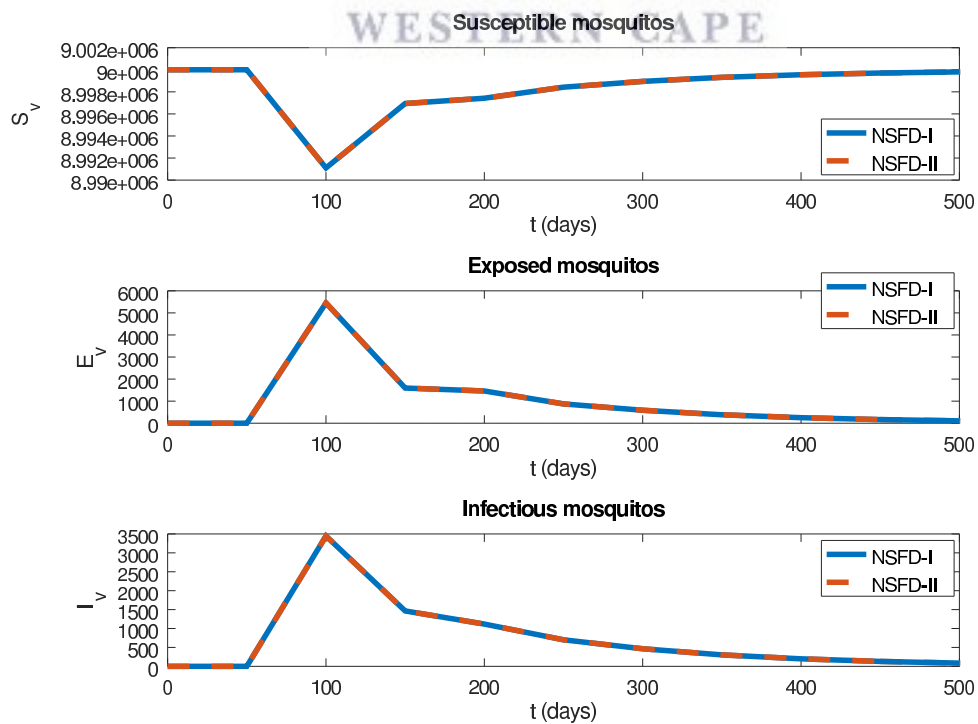 WESTERN CAPE
Susceptible mosquitos
9.002e+006
9e+006
8.998e+006
8.996e+006
8.994e+006
8.992e+006
8.99e+006
S_v
NSFD-I
NSFD-II
0 100 200 300 400 500
t (days)
Exposed mosquitos
6000
5000
4000
3000
2000
1000
0
E_v
NSFD-I
NSFD-II
0 100 200 300 400 500
t (days)
Infectious mosquitos
3500
3000
2500
2000
1500
1000
500
0
I_v
NSFD-I
NSFD-II
0 100 200 300 400 500
t (days)